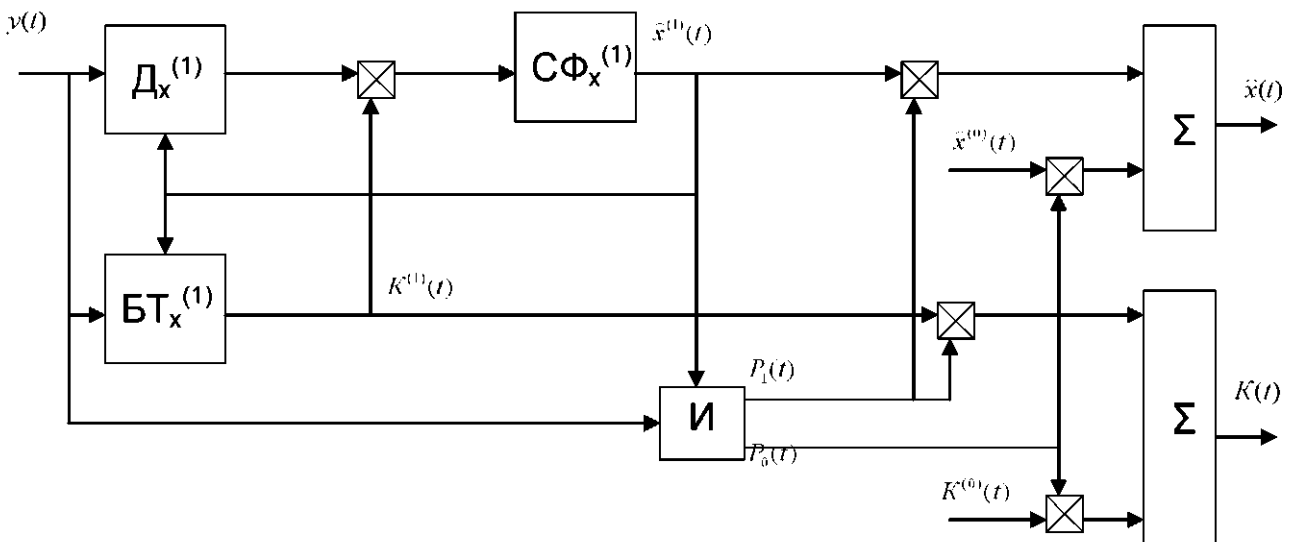 y(t)
Дx(1)
СФx(1)
x̂(1)(t)
x̂(t)
Σ
x̂(0)(t)
БТx(1)
K(1)(t)
P1(t)
И
P0(t)
K(t)
Σ
K(0)(t)